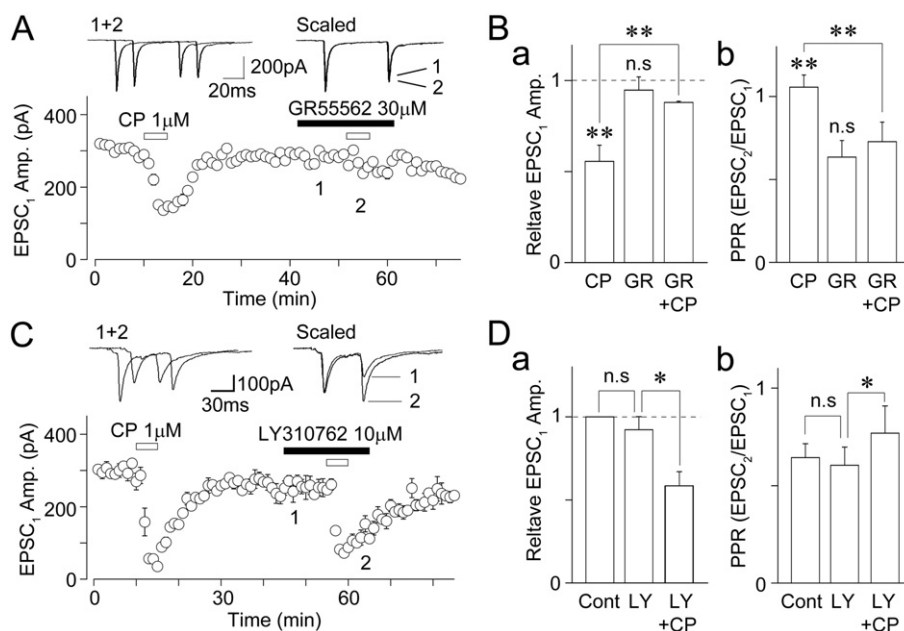 A
1+2
Scaled
200pA
20ms
1
2
CP 1μM
GR55562 30μM
EPSC1 Amp. (pA)
400
200
0
1
2
0
20
40
60
Time (min)
B
a
**
n.s
**
Reltave EPSC1 Amp.
1
0
CP
GR
GR
+CP
b
**
**
n.s
PPR (EPSC2/EPSC1)
1
0
CP
GR
GR
+CP
C
1+2
Scaled
100pA
30ms
1
2
CP 1μM
LY310762 10μM
EPSC1 Amp. (pA)
400
200
0
1
2
0
20
40
60
Time (min)
D
a
n.s
*
Reltave EPSC1 Amp.
1
0
Cont
LY
LY
+CP
b
n.s
*
PPR (EPSC2/EPSC1)
1
0
Cont
LY
LY
+CP